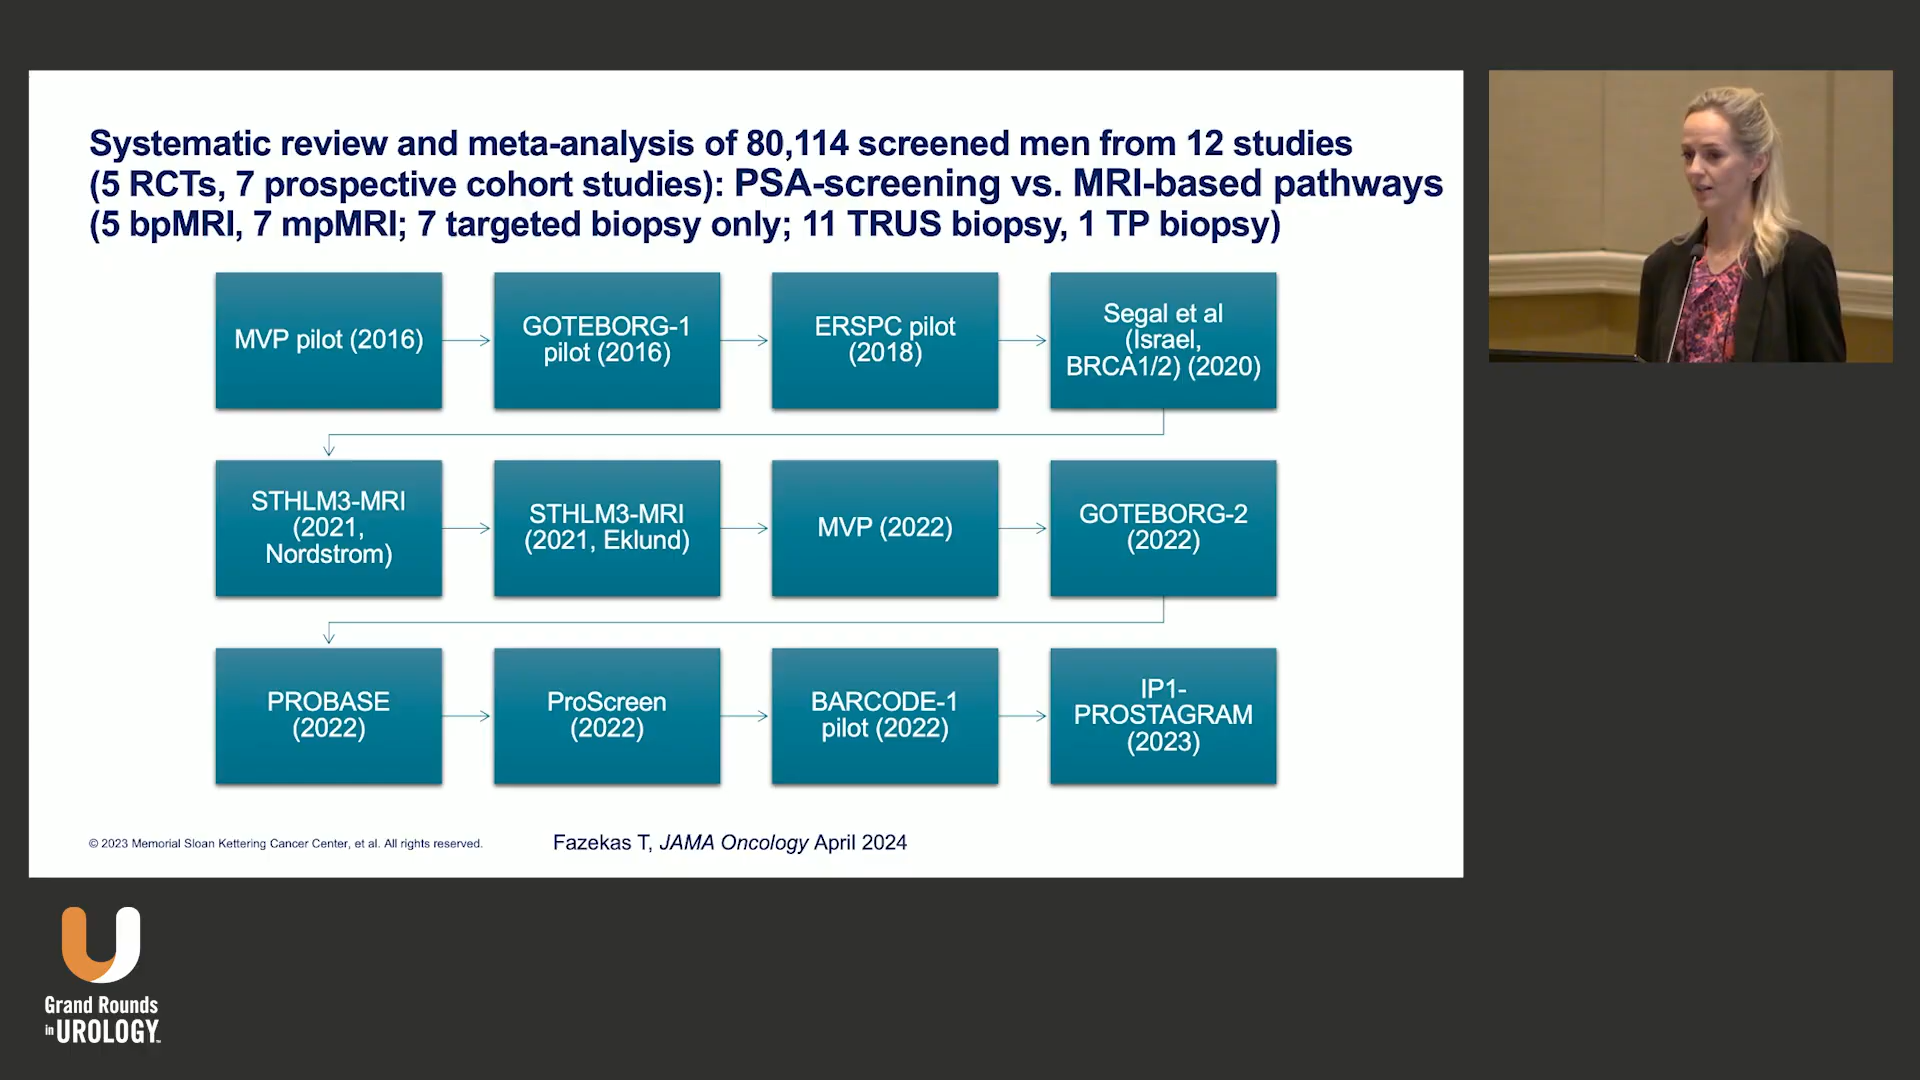 Systematic review and meta-analysis of 80,114 screened men from 12 studies
(5 RCTs, 7 prospective cohort studies): PSA-screening vs. MRI-based pathways
(5 bpMRI, 7 mpMRI; 7 targeted biopsy only; 11 TRUS biopsy, 1 TP biopsy)
MVP pilot (2016)
GOTEBORG-1
pilot (2016)
ERSPC pilot
(2018)
Segal et al
(Israel,
BRCA1/2) (2020)
STHLM3-MRI
(2021,
Nordstrom)
STHLM3-MRI
(2021, Eklund)
MVP (2022)
GOTEBORG-2
(2022)
PROBASE
(2022)
ProScreen
(2022)
BARCODE-1
pilot (2022)
IP1-
PROSTAGRAM
(2023)
© 2023 Memorial Sloan Kettering Cancer Center, et al. All rights reserved.
Fazekas T, JAMA Oncology April 2024
Grand Rounds
in UROLOGY™